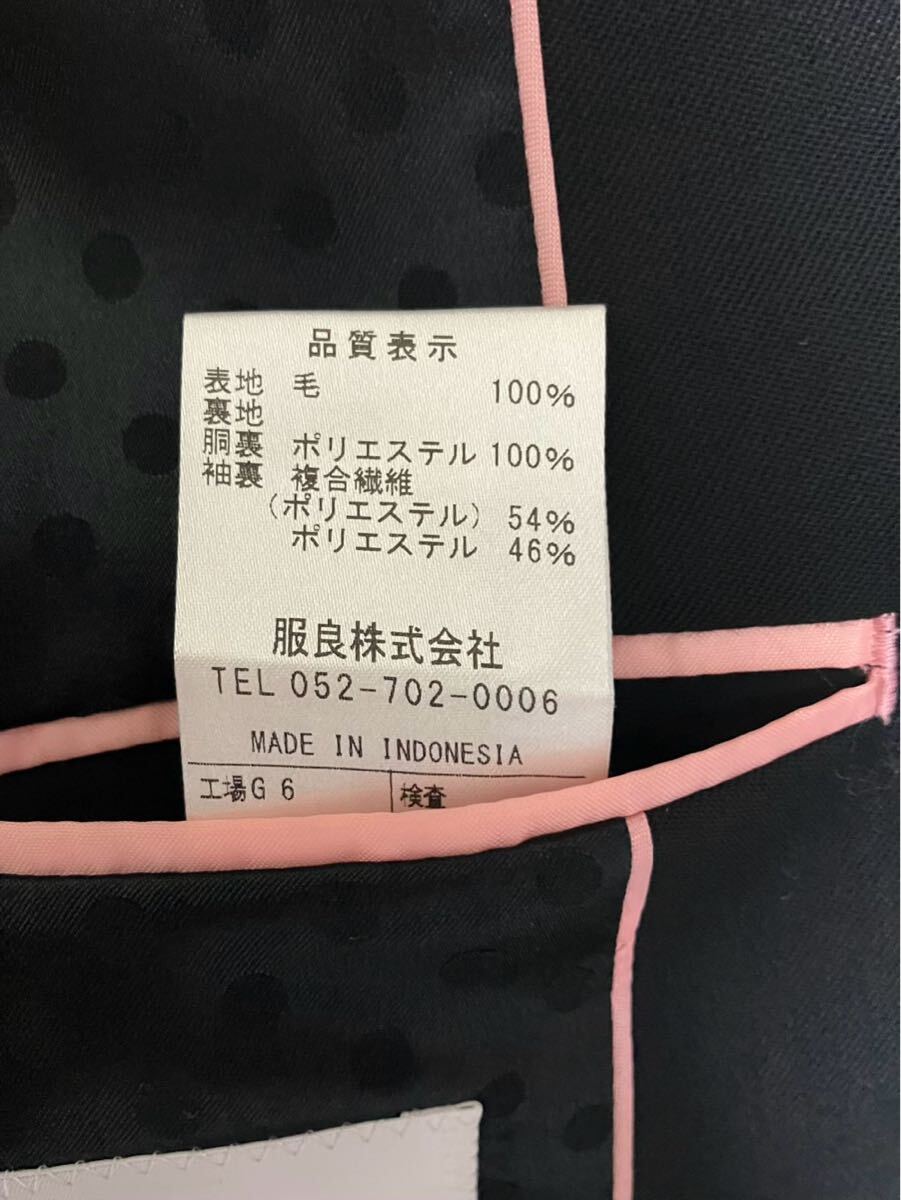 品質表示
表地 毛 100%
裏地
胴裏 ポリエステル 100%
袖裏 複合繊維
(ポリエステル) 54%
ポリエステル 46%
服良株式会社
TEL 052-702-0006
MADE IN INDONESIA
工場G 6 検査